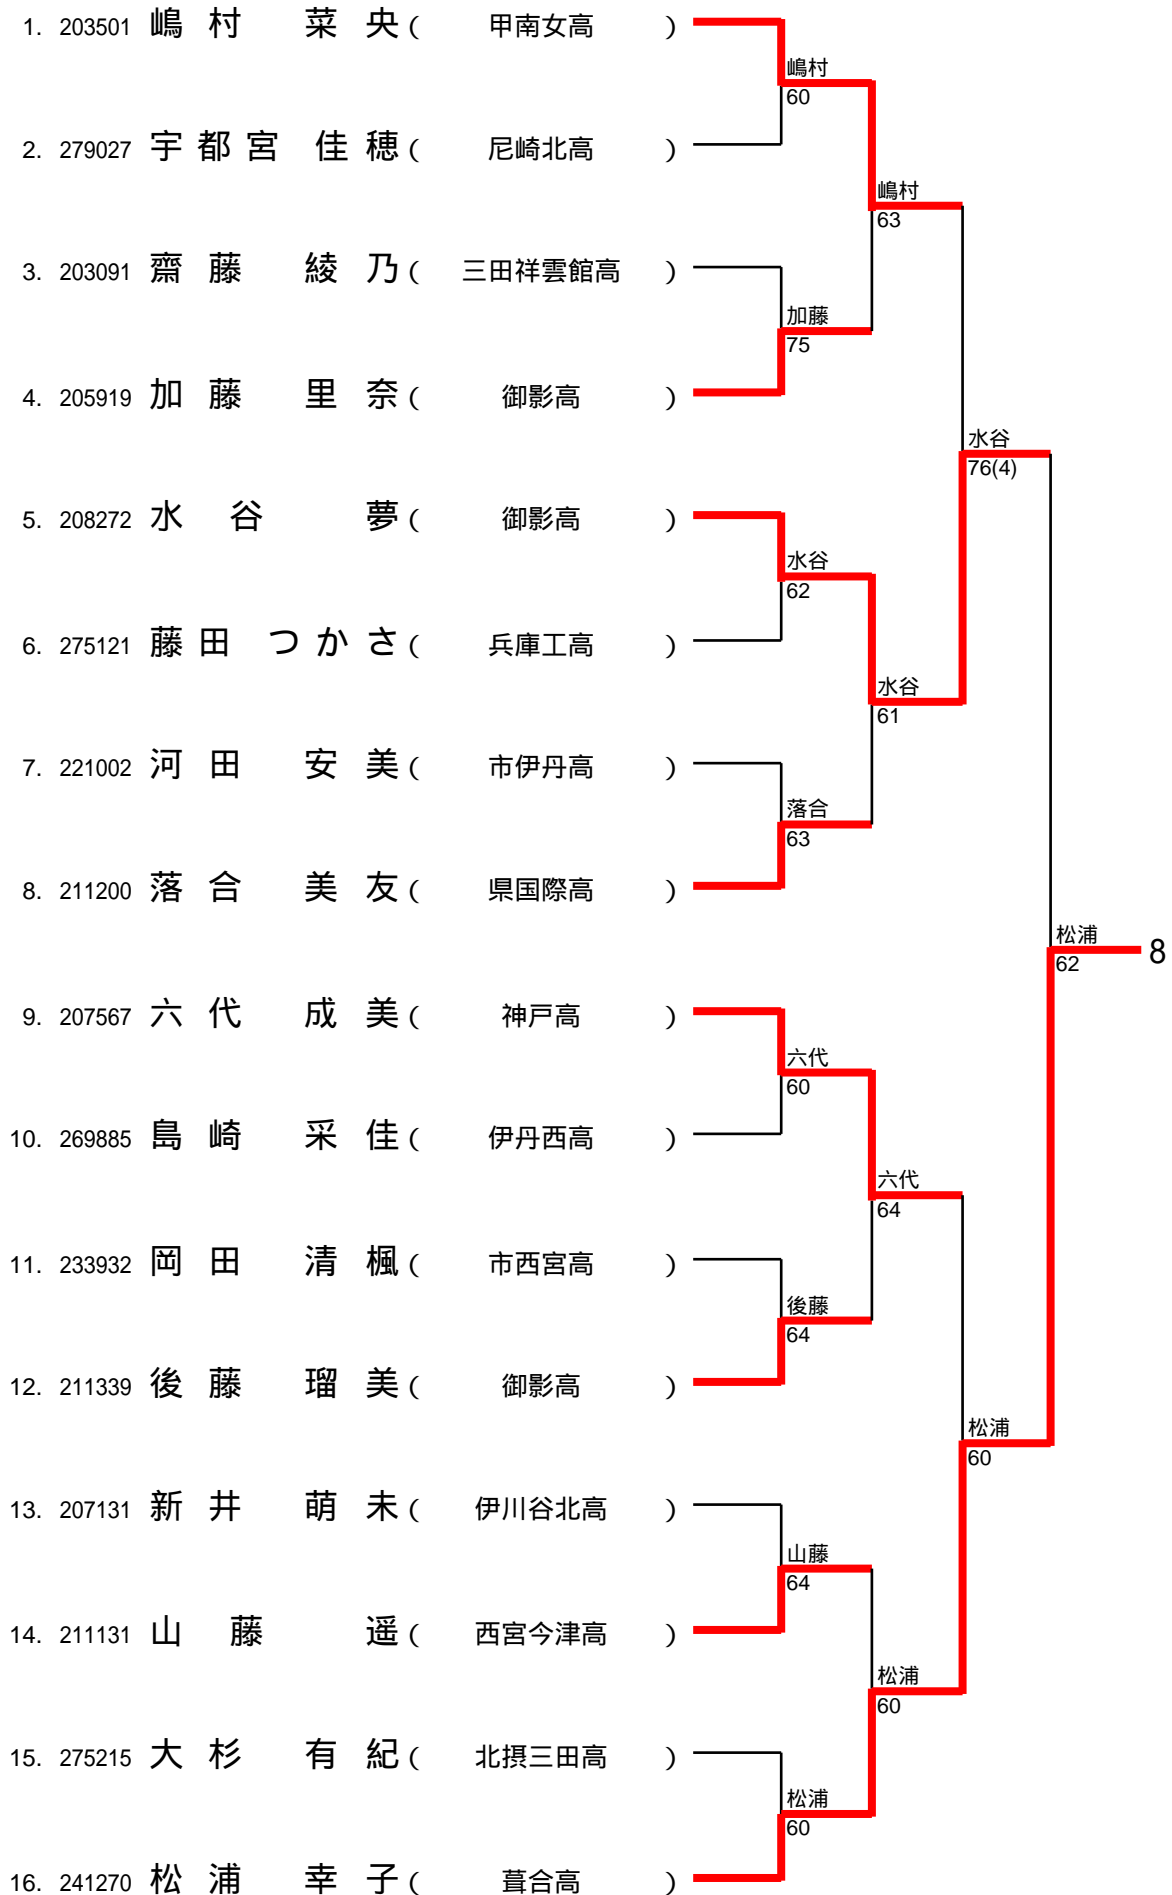 1. 203501 嶋村 菜央 ( 甲南女高 )
嶋村
60
2. 279027 宇都宮 佳穂 ( 尼崎北高 )
嶋村
63
3. 203091 齋藤 綾乃 ( 三田祥雲館高 )
加藤
75
4. 205919 加藤 里奈 ( 御影高 )
水谷
76(4)
5. 208272 水谷 夢 ( 御影高 )
水谷
62
6. 275121 藤田 つかさ ( 兵庫工高 )
水谷
61
7. 221002 河田 安美 ( 市伊丹高 )
落合
63
8. 211200 落合 美友 ( 県国際高 )
松浦
62
8
9. 207567 六代 成美 ( 神戸高 )
六代
60
10. 269885 島崎 采佳 ( 伊丹西高 )
六代
64
11. 233932 岡田 清楓 ( 市西宮高 )
後藤
64
12. 211339 後藤 瑠美 ( 御影高 )
松浦
60
13. 207131 新井 萌未 ( 伊川谷北高 )
山藤
64
14. 211131 山藤 遥 ( 西宮今津高 )
松浦
60
15. 275215 大杉 有紀 ( 北摂三田高 )
松浦
60
16. 241270 松浦 幸子 ( 葺合高 )